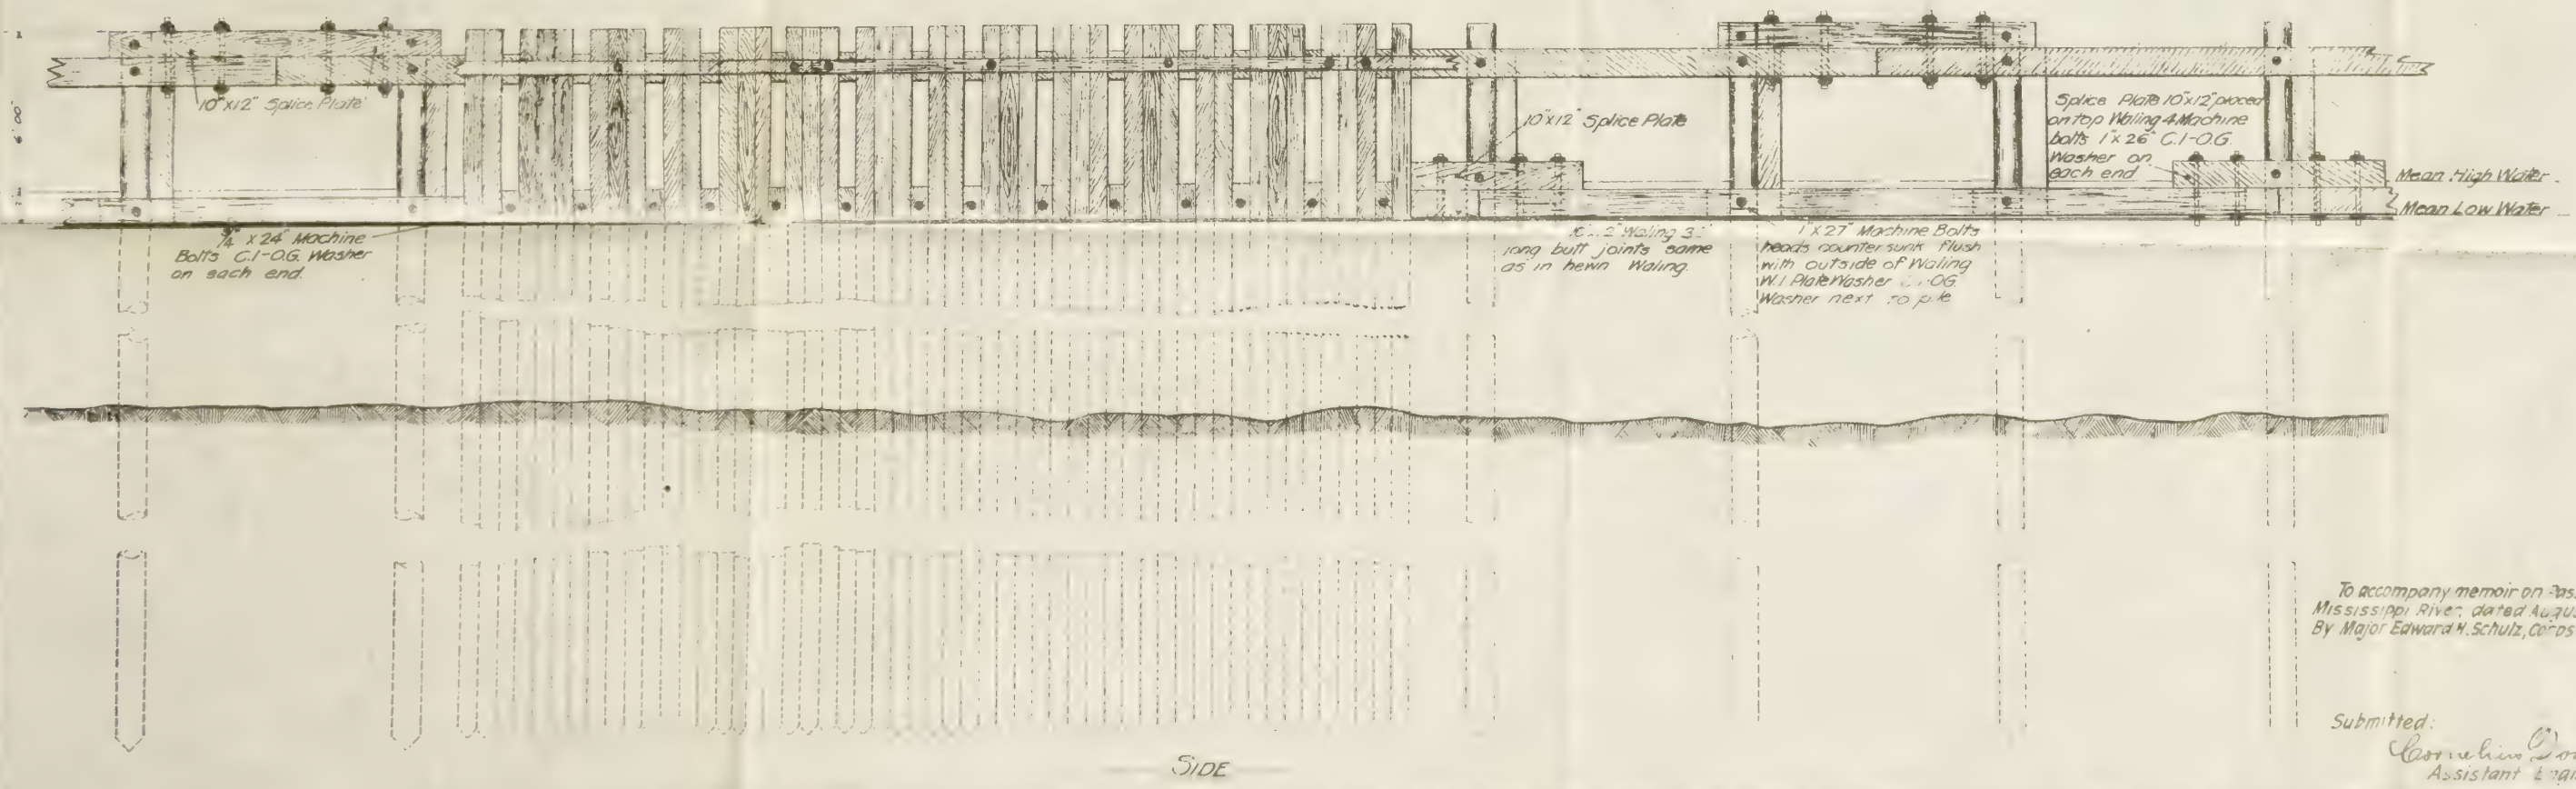 10"x12" Splice Plate
10"x12" Splice Plate
Splice Plate 10"x12" placed
on top Waling 4 Machine
bolts 1"x26" C.I-O.G.
Washer on
each end
Mean High Water
Mean Low Water
6'00"
3/4" x 24" Machine
Bolts C.I-O.G. Washer
on each end.
Waling
long butt joints same
as in hewn Waling.
1"x27" Machine Bolts
heads countersunk flush
with outside of Waling
W.I Plate Washer O.G.
Washer next to pile
To accompany memoir on
Mississippi River, dated
By Major Edward H. Schulz, Corps
Submitted:
Cornelius
Assistant
SIDE